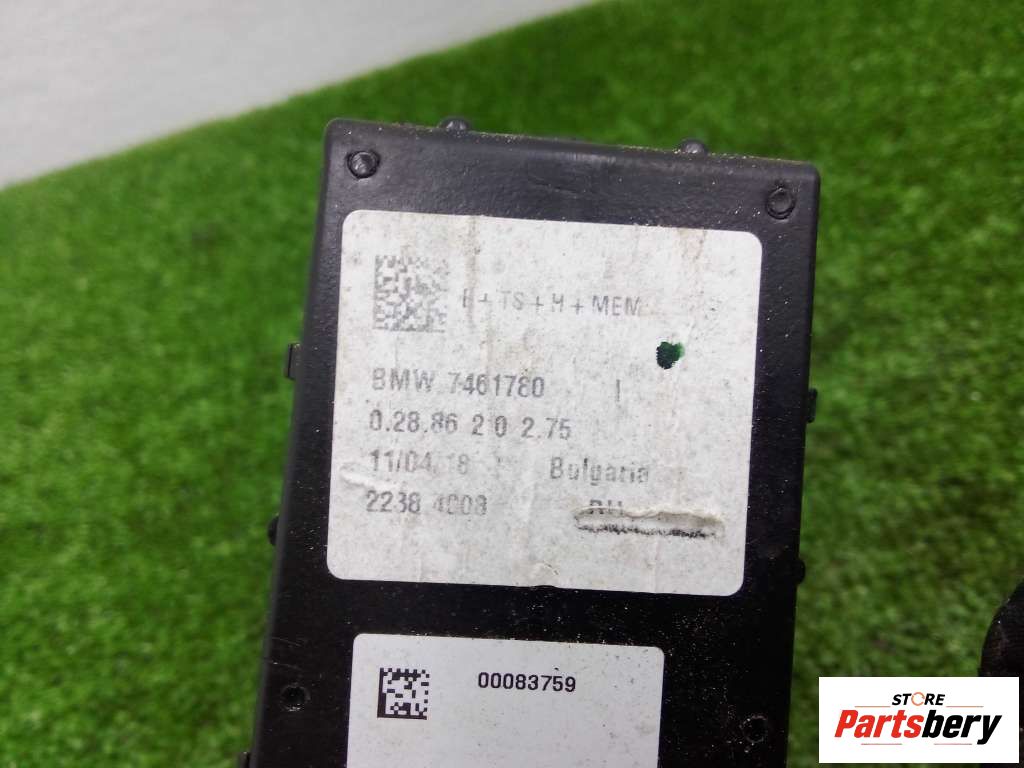 + TS + H + MEM
BMW 7461780
0.28.86 2 0 2.75
11/04/18 Bulgaria
2238
00083759
STORE
Partsbery